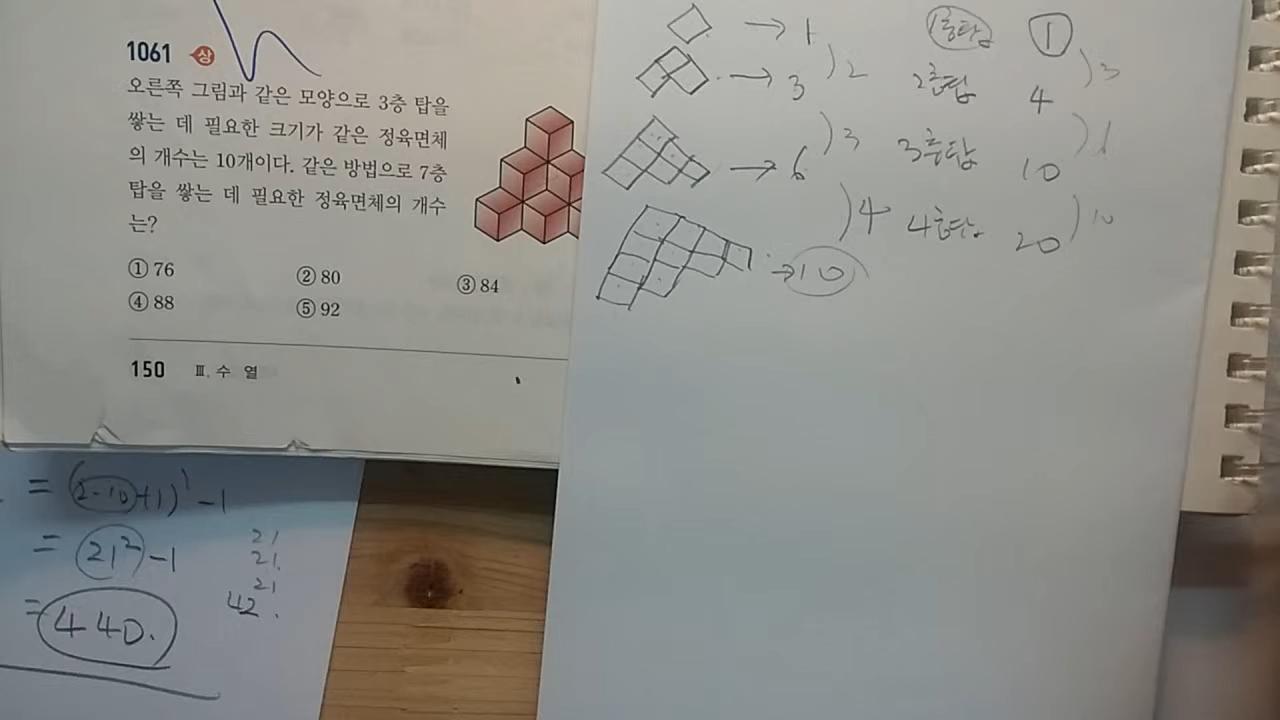 1061 상
오른쪽 그림과 같은 모양으로 3층 탑을
쌓는 데 필요한 크기가 같은 정육면체
의 개수는 10개이다. 같은 방법으로 7층
탑을 쌓는 데 필요한 정육면체의 개수
는?
① 76
② 80
③ 84
④ 88
⑤ 92
150 Ⅲ. 수 열
→ 1
→ 3
→ 6
→ 10
)2
)3
)4
1층탑 1
2층탑 4
3층탑 10
4층탑 20
)3
)10
= (2·10+1)² -1
= 21² -1
= 440.
21
21.
21
42.